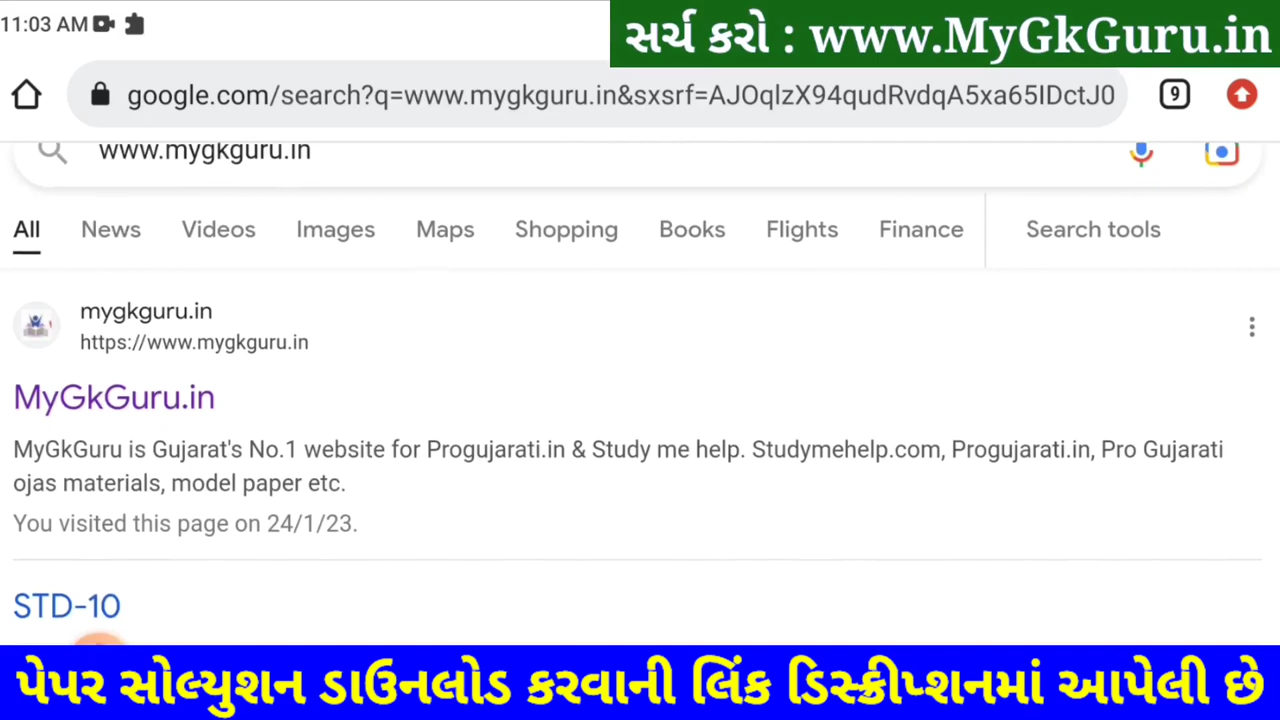 11:03 AM
સર્ચ કરો : www.MyGkGuru.in
google.com/search?q=www.mygkguru.in&sxsrf=AJOqlzX94qudRvdqA5xa65IDctJ0
9
www.mygkguru.in
All News Videos Images Maps Shopping Books Flights Finance Search tools
mygkguru.in
https://www.mygkguru.in
MyGkGuru.in
MyGkGuru is Gujarat's No.1 website for Progujarati.in & Study me help. Studymehelp.com, Progujarati.in, Pro Gujarati
ojas materials, model paper etc.
You visited this page on 24/1/23.
STD-10
પેપર સોલ્યુશન ડાઉનલોડ કરવાની લિંક ડિસ્ક્રીપ્શનમાં આપેલી છે